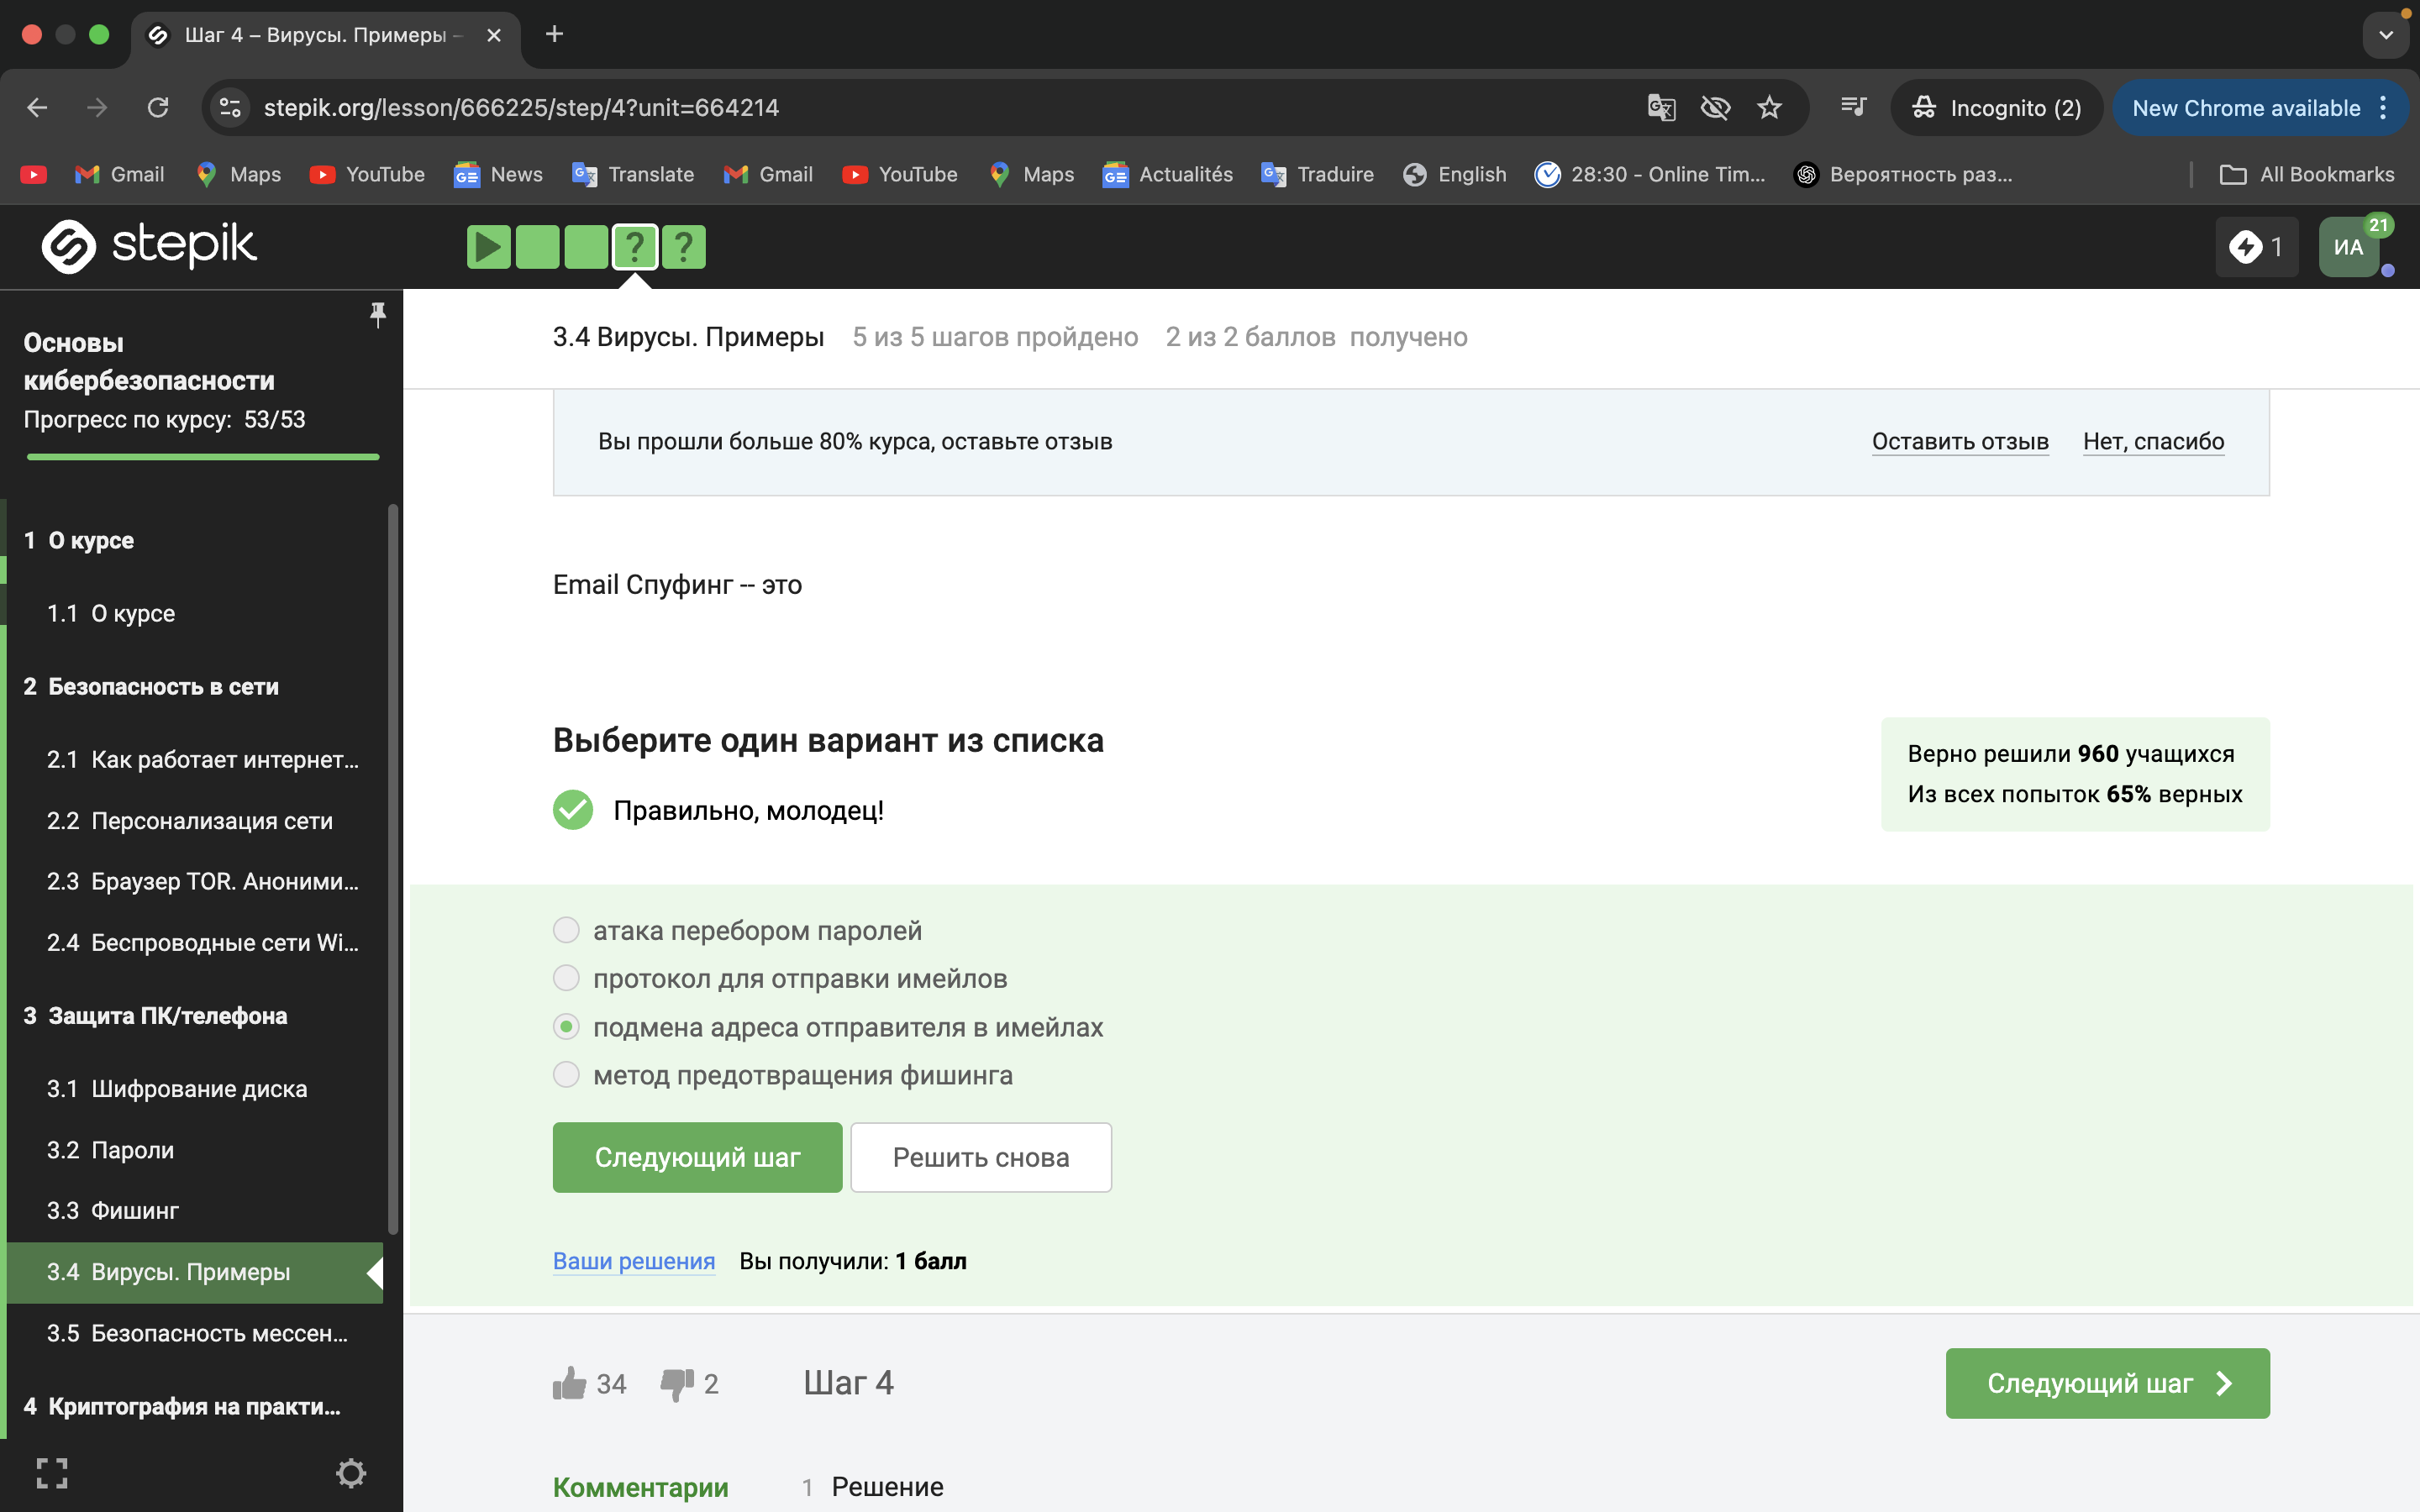 Шаг 4 – Вирусы. Примеры
stepik.org/lesson/666225/step/4?unit=664214
Incognito (2)
New Chrome available
Gmail
Maps
YouTube
News
Translate
Gmail
YouTube
Maps
Actualités
Traduire
English
28:30 - Online Tim...
Вероятность раз...
All Bookmarks
stepik
? ?
1
ИА
21
Основы
кибербезопасности
Прогресс по курсу: 53/53
1 О курсе
1.1 О курсе
2 Безопасность в сети
2.1 Как работает интернет...
2.2 Персонализация сети
2.3 Браузер TOR. Анонимиз...
2.4 Беспроводные сети Wi...
3 Защита ПК/телефона
3.1 Шифрование диска
3.2 Пароли
3.3 Фишинг
3.4 Вирусы. Примеры
3.5 Безопасность мессен...
4 Криптография на практи...
3.4 Вирусы. Примеры 5 из 5 шагов пройдено 2 из 2 баллов получено
Вы прошли больше 80% курса, оставьте отзыв
Оставить отзыв
Нет, спасибо
Email Спуфинг -- это
Выберите один вариант из списка
Правильно, молодец!
Верно решили 960 учащихся
Из всех попыток 65% верных
атака перебором паролей
протокол для отправки имейлов
подмена адреса отправителя в имейлах
метод предотвращения фишинга
Следующий шаг
Решить снова
Ваши решения Вы получили: 1 балл
34 2 Шаг 4
Следующий шаг
Комментарии
1 Решение